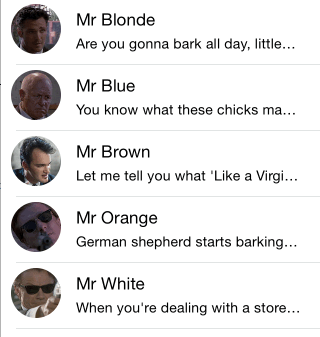 Mr Blonde
Are you gonna bark all day, little…
Mr Blue
You know what these chicks ma…
Mr Brown
Let me tell you what 'Like a Virgi…
Mr Orange
German shepherd starts barking…
Mr White
When you're dealing with a store…